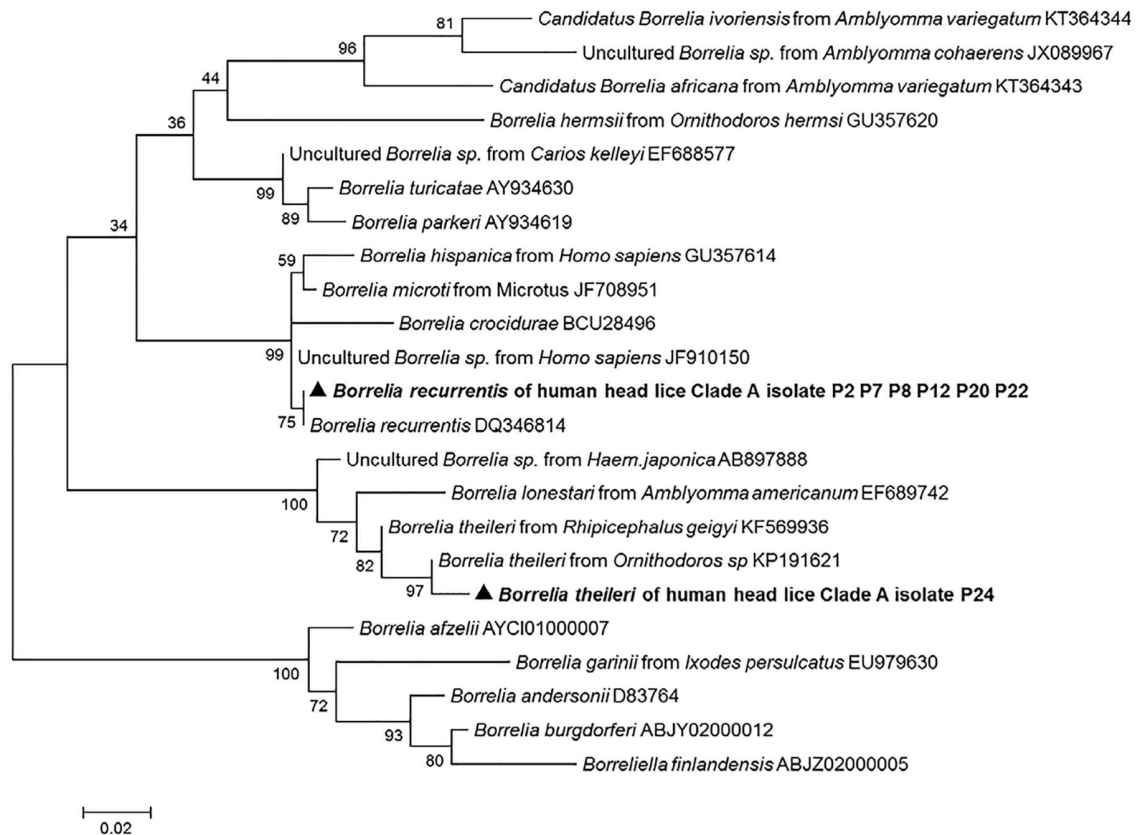 Candidatus Borrelia ivoriensis from Amblyomma variegatum KT364344
81
Uncultured Borrelia sp. from Amblyomma cohaerens JX089967
96
Candidatus Borrelia africana from Amblyomma variegatum KT364343
44
Borrelia hermsii from Ornithodoros hermsi GU357620
36
Uncultured Borrelia sp. from Carios kelleyi EF688577
99
Borrelia turicatae AY934630
89
Borrelia parkeri AY934619
34
Borrelia hispanica from Homo sapiens GU357614
59
Borrelia microti from Microtus JF708951
Borrelia crocidurae BCU28496
99
Uncultured Borrelia sp. from Homo sapiens JF910150
▲ Borrelia recurrentis of human head lice Clade A isolate P2 P7 P8 P12 P20 P22
75
Borrelia recurrentis DQ346814
Uncultured Borrelia sp. from Haem.japonica AB897888
100
Borrelia lonestari from Amblyomma americanum EF689742
72
Borrelia theileri from Rhipicephalus geigyi KF569936
82
Borrelia theileri from Ornithodoros sp KP191621
97
▲ Borrelia theileri of human head lice Clade A isolate P24
Borrelia afzelii AYCI01000007
100
Borrelia garinii from Ixodes persulcatus EU979630
72
Borrelia andersonii D83764
93
Borrelia burgdorferi ABJY02000012
80
Borreliella finlandensis ABJZ02000005
0.02